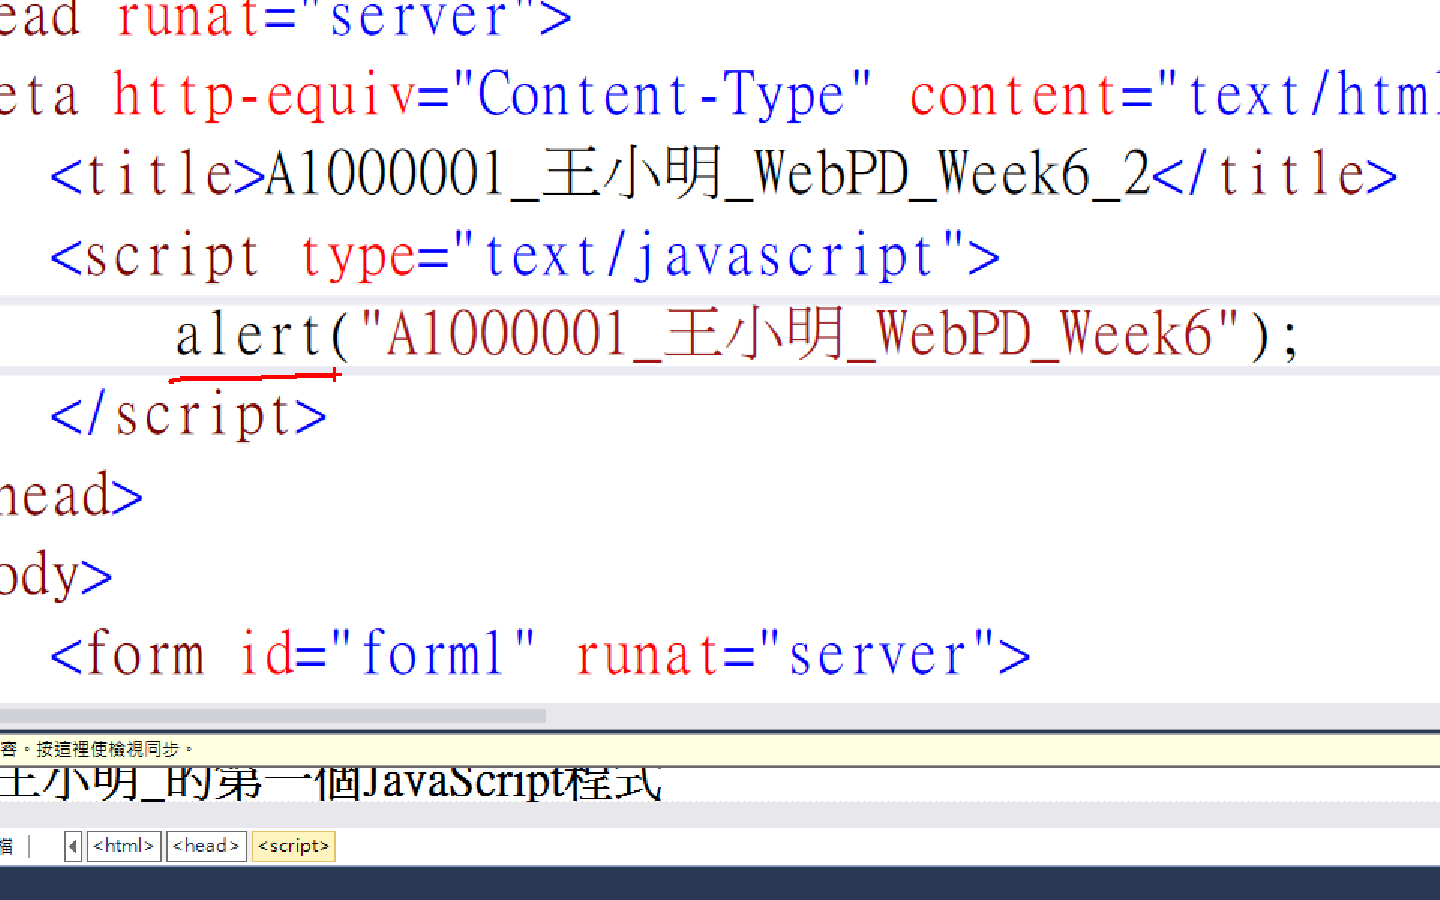 ead runat="server">
eta http-equiv="Content-Type" content="text/html
<title>A1000001_王小明_WebPD_Week6_2</title>
<script type="text/javascript">
alert("A1000001_王小明_WebPD_Week6");
</script>
head>
ody>
<form id="form1" runat="server">
容。按這裡使檢視同步。
王小明_的第一個JavaScript程式
檔 <html> <head> <script>